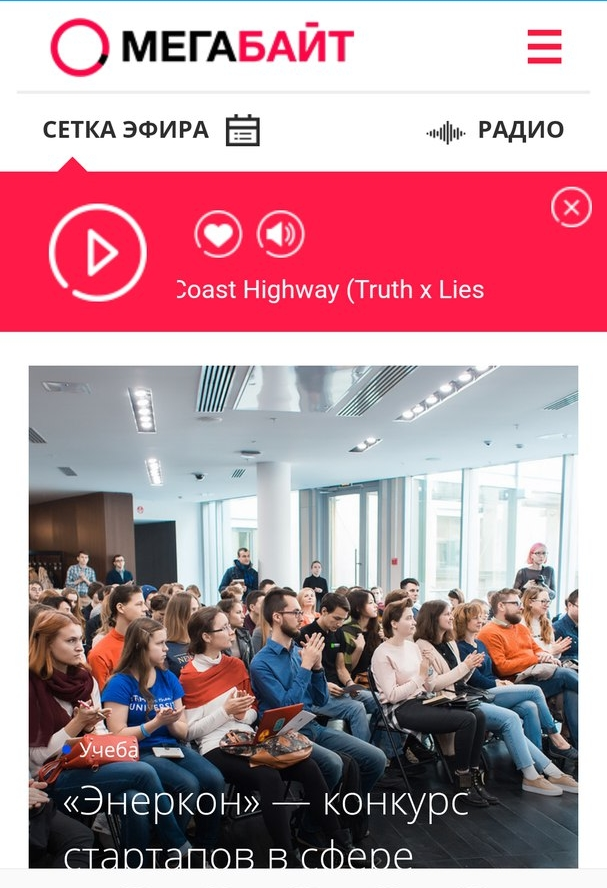 МЕГАБАЙТ
СЕТКА ЭФИРА
РАДИО
Coast Highway (Truth x Lies
Учеба
«Энеркон» — конкурс
стартапов в сфере